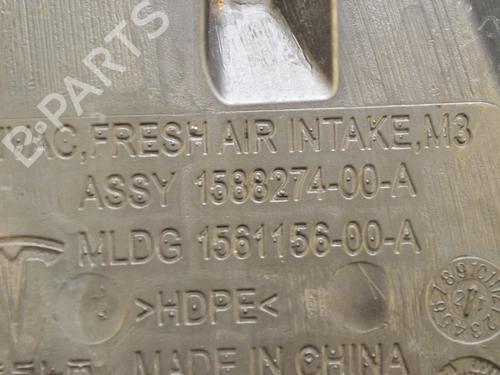 B-PARTS
HVAC, FRESH AIR INTAKE, M3
ASSY 1588274-00-A
MLDG 1561156-00-A
>HDPE<
MADE IN CHINA